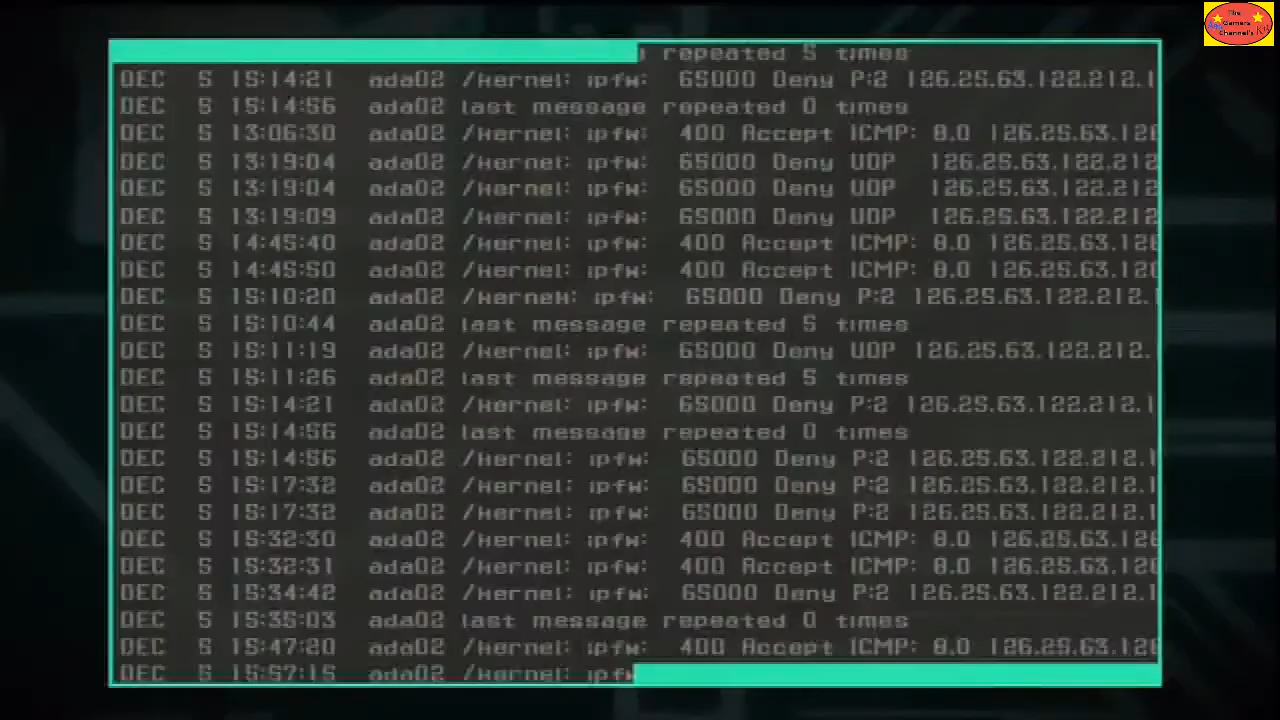 The
Gamers
Channel's
repeated 5 times
DEC 5 15:14:21 ada02 /kernel: ipfw: 65000 Deny P:2 126.25.63.122.212.1
DEC 5 15:14:56 ada02 last message repeated 0 times
DEC 5 13:06:30 ada02 /kernel: ipfw: 400 Accept ICMP: 8.0 126.25.63.126
DEC 5 13:19:04 ada02 /kernel: ipfw: 65000 Deny UDP 126.25.63.122.212
DEC 5 13:19:04 ada02 /kernel: ipfw: 65000 Deny UDP 126.25.63.122.212
DEC 5 13:19:09 ada02 /kernel: ipfw: 65000 Deny UDP 126.25.63.122.212
DEC 5 14:45:40 ada02 /kernel: ipfw: 400 Accept ICMP: 8.0 126.25.63.126
DEC 5 14:45:50 ada02 /kernel: ipfw: 400 Accept ICMP: 8.0 126.25.63.126
DEC 5 15:10:20 ada02 /kerneH: ipfw: 65000 Deny P:2 126.25.63.122.212.1
DEC 5 15:10:44 ada02 last message repeated 5 times
DEC 5 15:11:19 ada02 /kernel: ipfw: 65000 Deny UDP 126.25.63.122.212.
DEC 5 15:11:26 ada02 last message repeated 5 times
DEC 5 15:14:21 ada02 /kernel: ipfw: 65000 Deny P:2 126.25.63.122.212.1
DEC 5 15:14:56 ada02 last message repeated 0 times
DEC 5 15:14:56 ada02 /kernel: ipfw: 65000 Deny P:2 126.25.63.122.212.1
DEC 5 15:17:32 ada02 /kernel: ipfw: 65000 Deny P:2 126.25.63.122.212.1
DEC 5 15:17:32 ada02 /kernel: ipfw: 65000 Deny P:2 126.25.63.122.212.1
DEC 5 15:32:30 ada02 /kernel: ipfw: 400 Accept ICMP: 8.0 126.25.63.126
DEC 5 15:32:31 ada02 /kernel: ipfw: 400 Accept ICMP: 8.0 126.25.63.126
DEC 5 15:34:42 ada02 /kernel: ipfw: 65000 Deny P:2 126.25.63.122.212.1
DEC 5 15:35:03 ada02 last message repeated 0 times
DEC 5 15:47:20 ada02 /kernel: ipfw: 400 Accept ICMP: 8.0 126.25.63.126
DEC 5 15:57:15 ada02 /kernel: ipfw